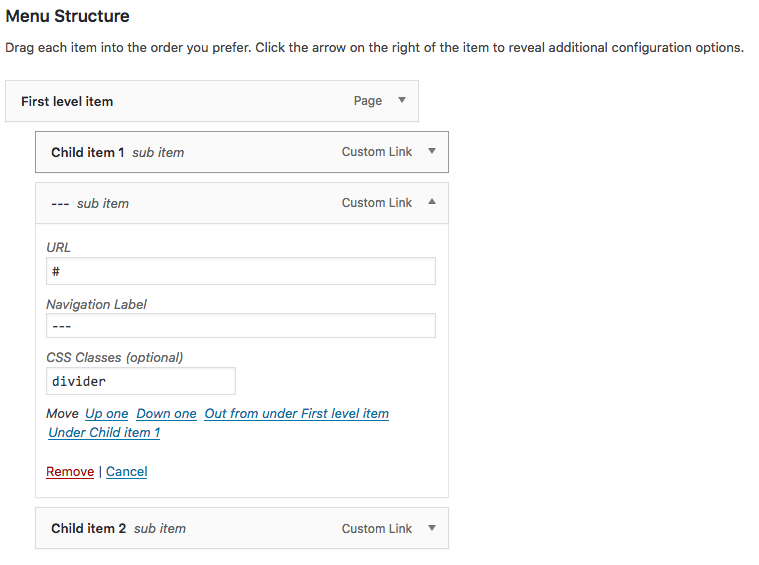 Menu Structure
Drag each item into the order you prefer. Click the arrow on the right of the item to reveal additional configuration options.
First level item Page
Child item 1 sub item Custom Link
--- sub item Custom Link
URL
#
Navigation Label
---
CSS Classes (optional)
divider
Move Up one Down one Out from under First level item
Under Child item 1
Remove | Cancel
Child item 2 sub item Custom Link